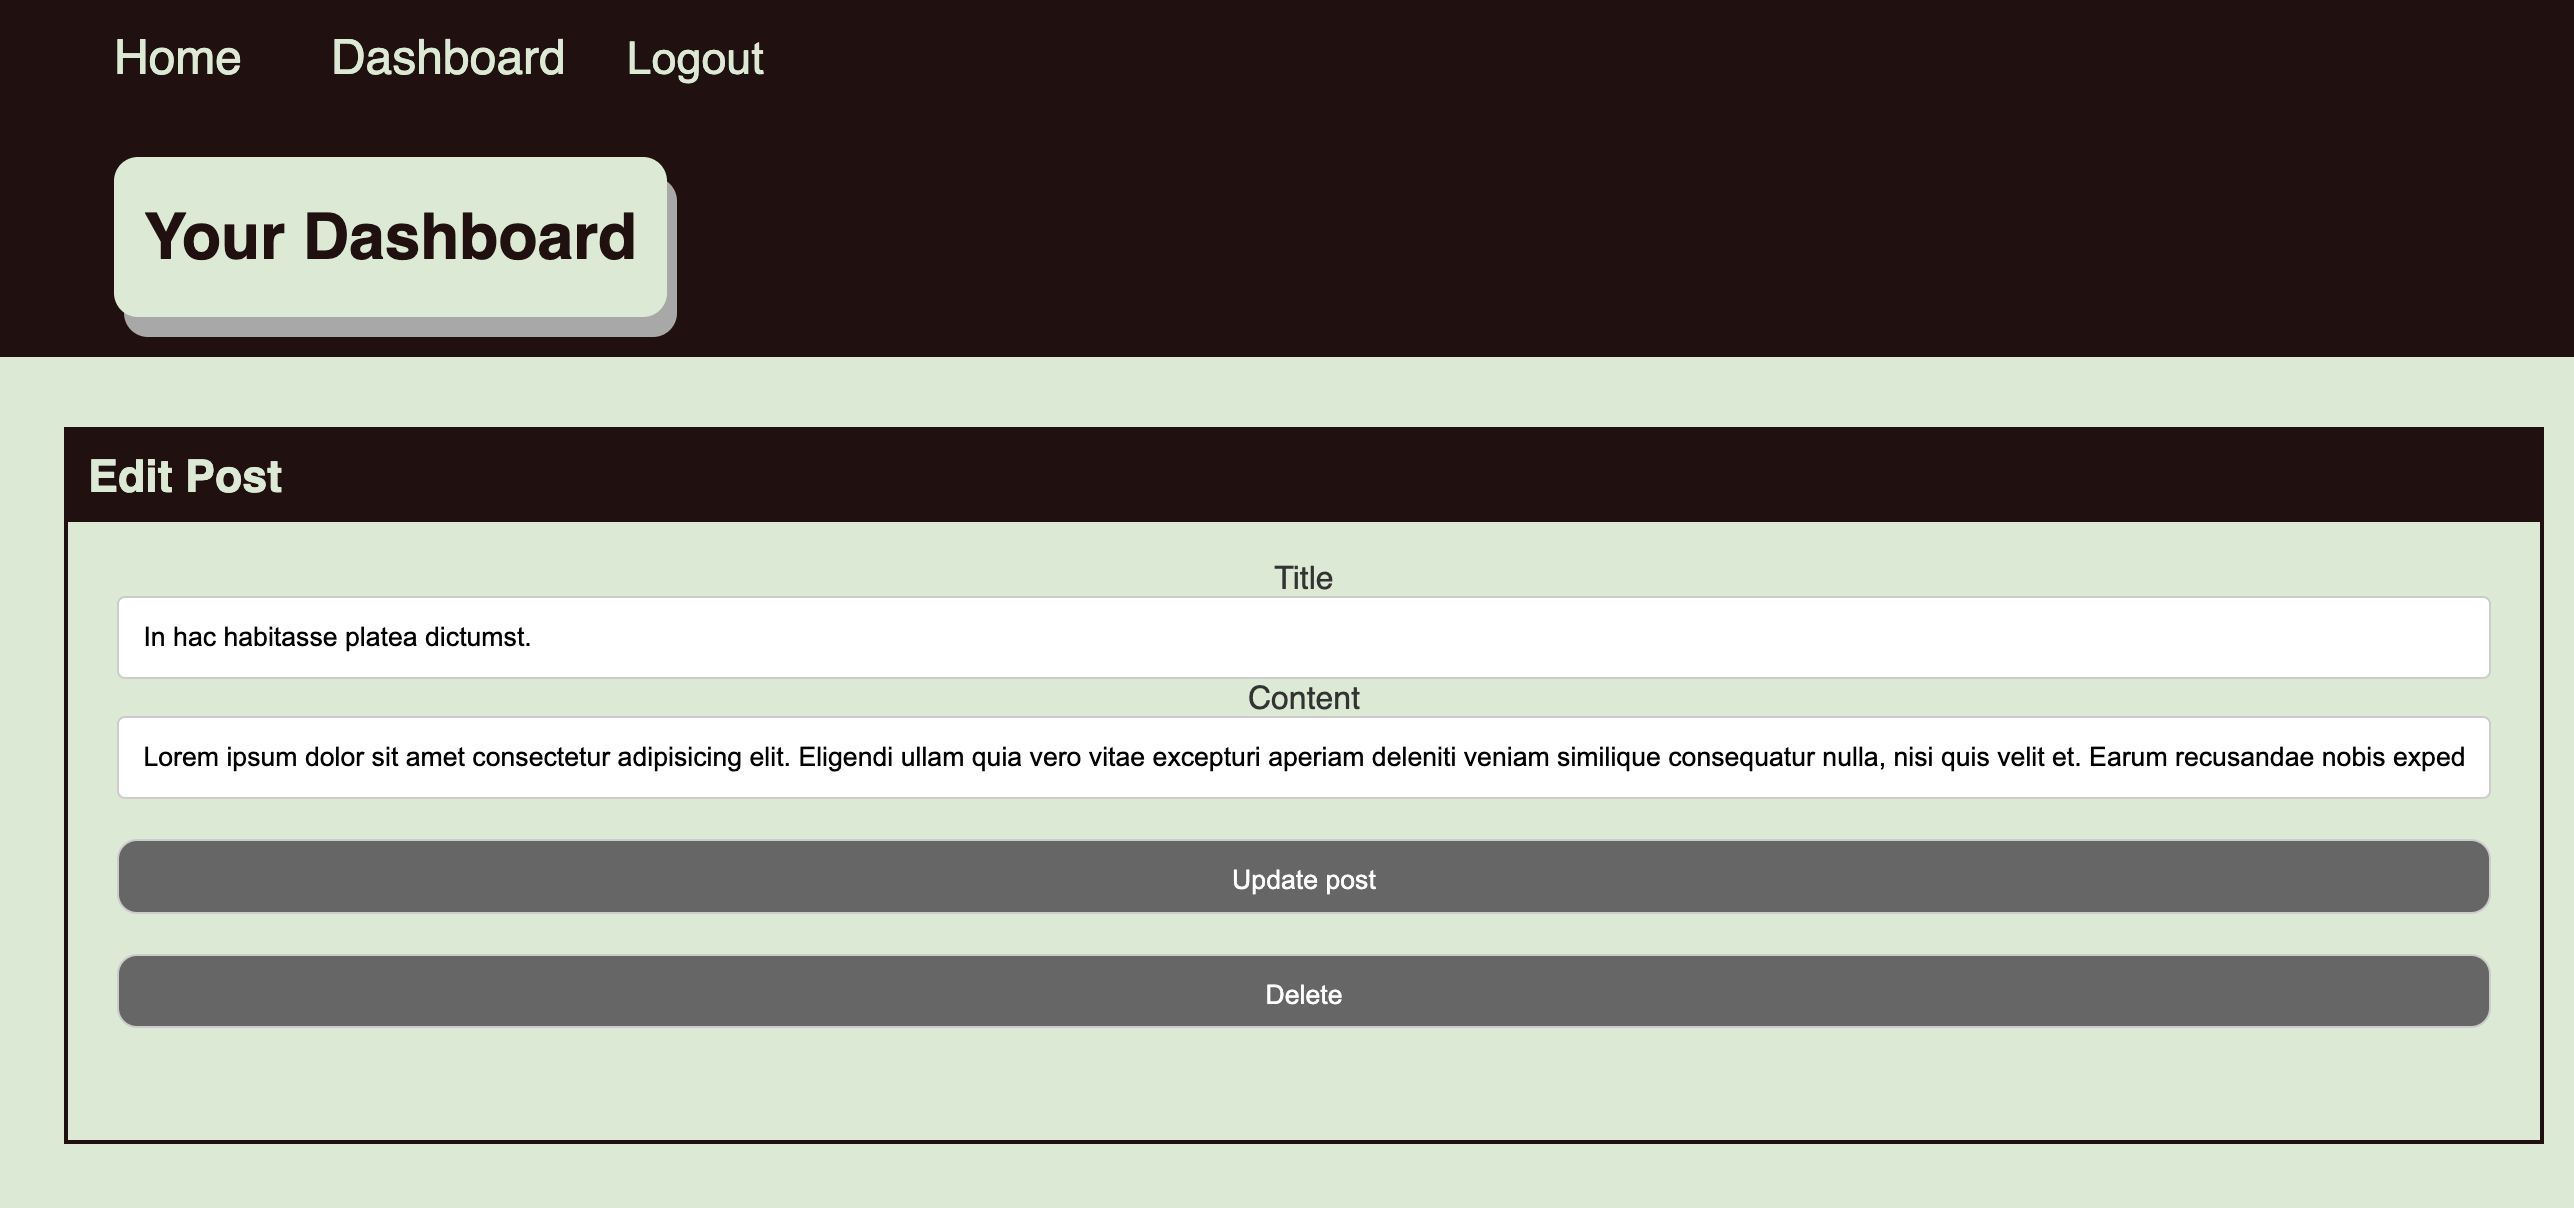 Home Dashboard Logout
Your Dashboard
Edit Post
Title
In hac habitasse platea dictumst.
Content
Lorem ipsum dolor sit amet consectetur adipisicing elit. Eligendi ullam quia vero vitae excepturi aperiam deleniti veniam similique consequatur nulla, nisi quis velit et. Earum recusandae nobis exped
Update post
Delete